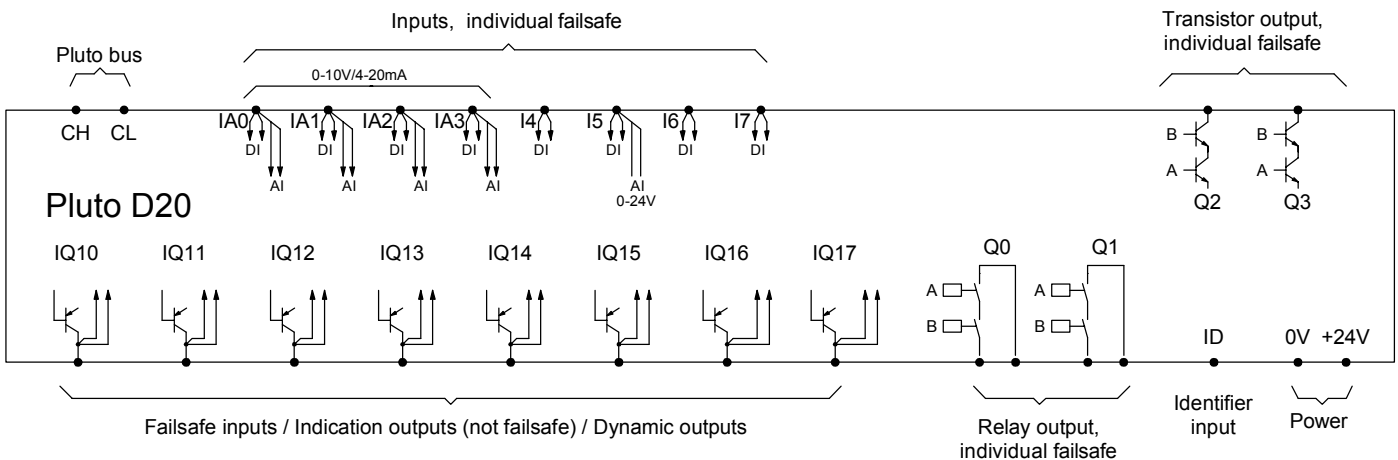 Inputs, individual failsafe
Transistor output,
individual failsafe
Pluto bus
0-10V/4-20mA
CH CL
IA0 IA1 IA2 IA3 I4 I5 I6 I7
DI DI DI DI DI DI DI DI
AI AI AI AI AI
0-24V
B B
A A
Q2 Q3
Pluto D20
IQ10 IQ11 IQ12 IQ13 IQ14 IQ15 IQ16 IQ17
Q0 Q1
A A
B B
ID 0V +24V
Failsafe inputs / Indication outputs (not failsafe) / Dynamic outputs
Relay output,
individual failsafe
Identifier
input
Power